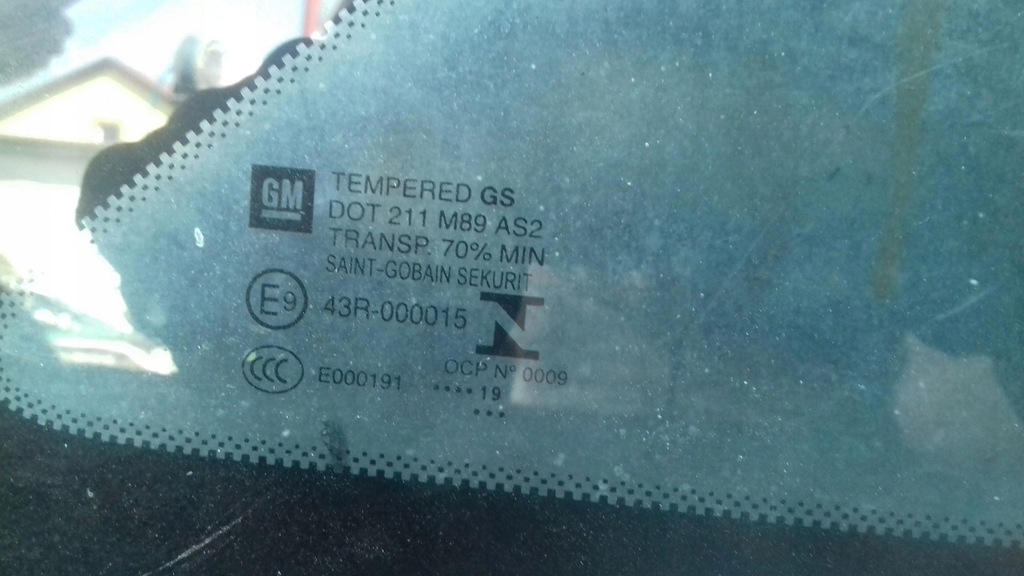 GM
TEMPERED GS
DOT 211 M89 AS2
TRANSP. 70% MIN
SAINT-GOBAIN SEKURIT
E9 43R-000015
N
CCC E000191
OCP Nº 0009
.... 19
...